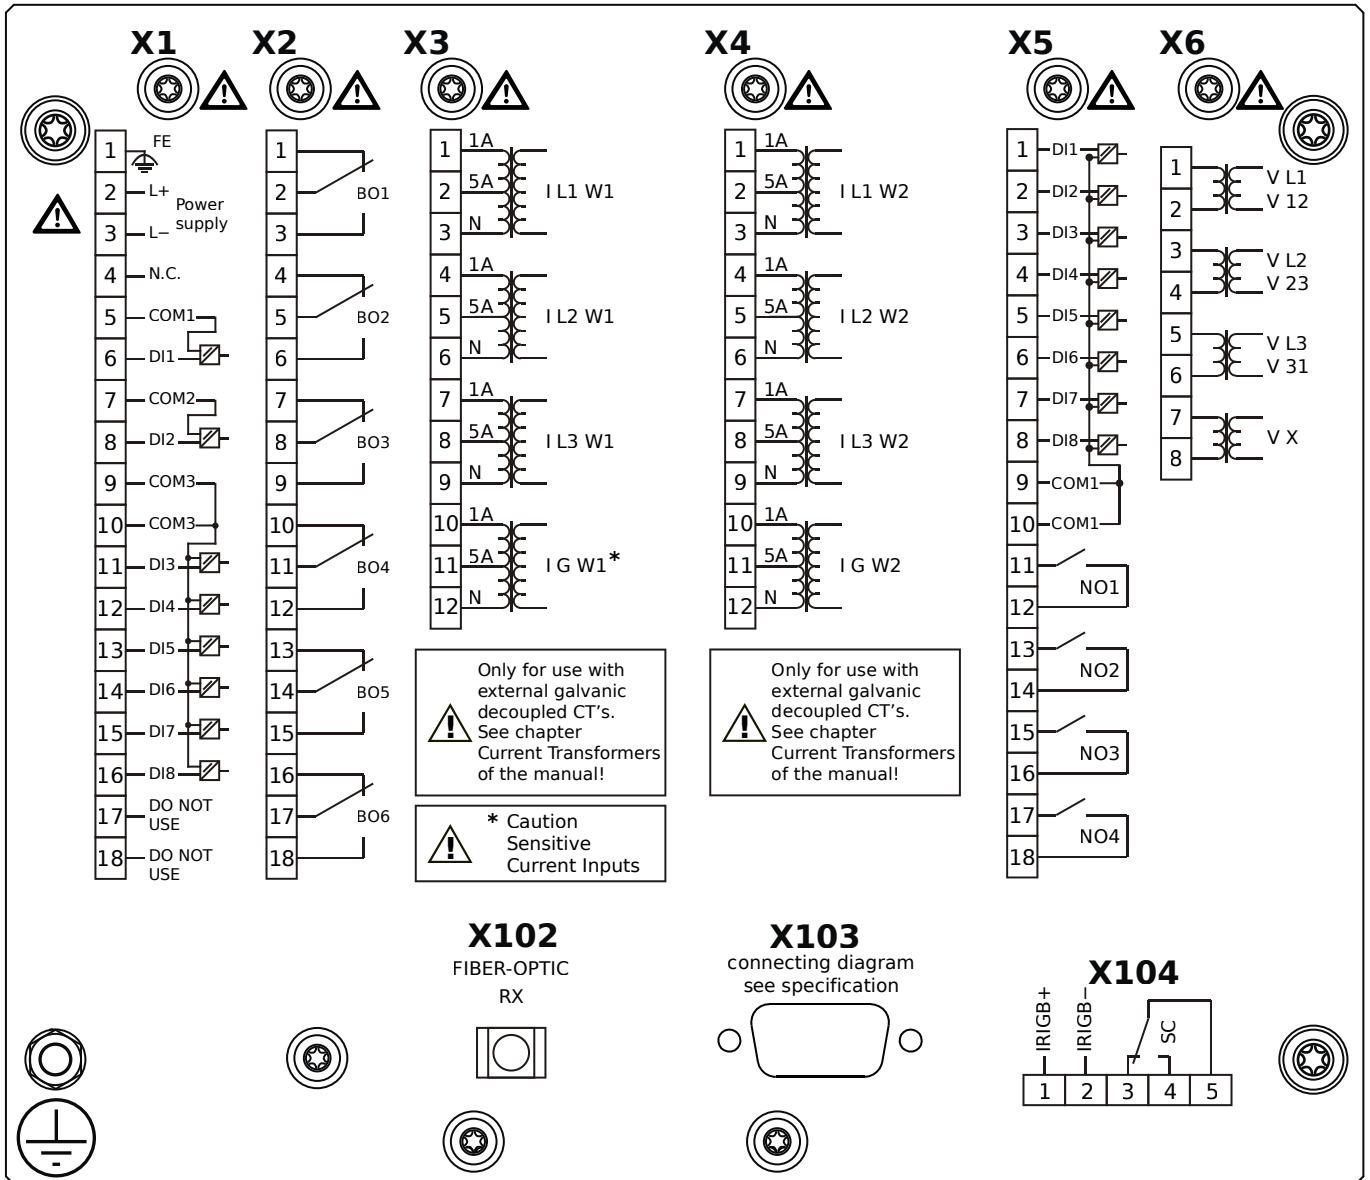 X1 X2 X3 X4 X5 X6
1 FE
2 L+
Power
supply
3 L−
4 N.C.
5 COM1
6 DI1
7 COM2
8 DI2
9 COM3
10 COM3
11 DI3
12 DI4
13 DI5
14 DI6
15 DI7
16 DI8
17 DO NOT
USE
18 DO NOT
USE
1
2 BO1
3
4
5 BO2
6
7
8 BO3
9
10
11 BO4
12
13
14 BO5
15
16
17 BO6
18
1 1A
2 5A I L1 W1
3 N
4 1A
5 5A I L2 W1
6 N
7 1A
8 5A I L3 W1
9 N
10 1A
11 5A I G W1*
12 N
Only for use with
external galvanic
decoupled CT's.
See chapter
Current Transformers
of the manual!
* Caution
Sensitive
Current Inputs
1 1A
2 5A I L1 W2
3 N
4 1A
5 5A I L2 W2
6 N
7 1A
8 5A I L3 W2
9 N
10 1A
11 5A I G W2
12 N
Only for use with
external galvanic
decoupled CT's.
See chapter
Current Transformers
of the manual!
1 DI1
2 DI2
3 DI3
4 DI4
5 DI5
6 DI6
7 DI7
8 DI8
9 COM1
10 COM1
11
NO1
12
13
NO2
14
15
NO3
16
17
NO4
18
1 V L1
2 V 12
3 V L2
4 V 23
5 V L3
6 V 31
7
V X
8
X102
FIBER-OPTIC
RX
X103
connecting diagram
see specification
X104
IRIGB+
IRIGB−
SC
1 2 3 4 5